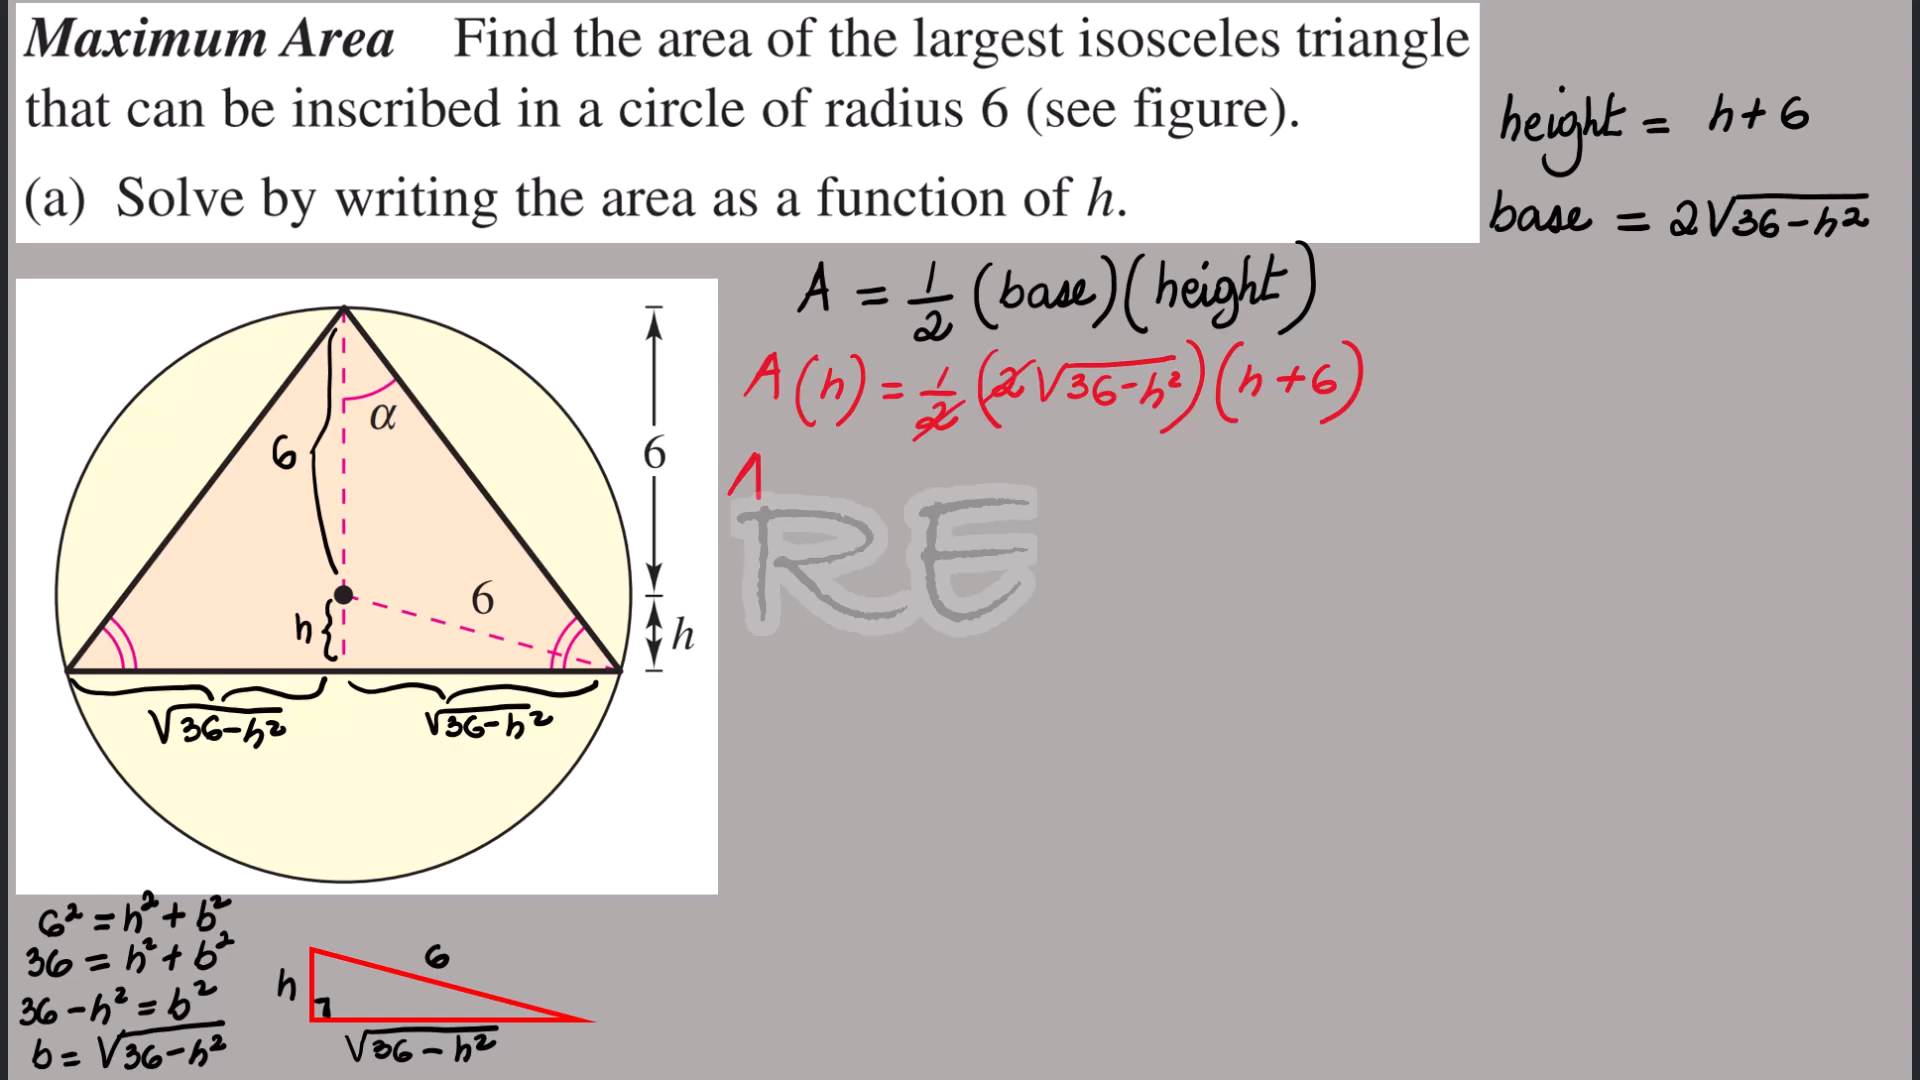 Maximum Area Find the area of the largest isosceles triangle
that can be inscribed in a circle of radius 6 (see figure).
(a) Solve by writing the area as a function of h.
height = h+6
base = 2√36-h²
A = 1/2 (base)(height)
A(h) = 1/2 (2√36-h²)(h+6)
A
RE
α
6
6
6
h
h
√36-h²
√36-h²
6² = h² + b²
36 = h² + b²
36 - h² = b²
b = √36-h²
6
h
√36 - h²